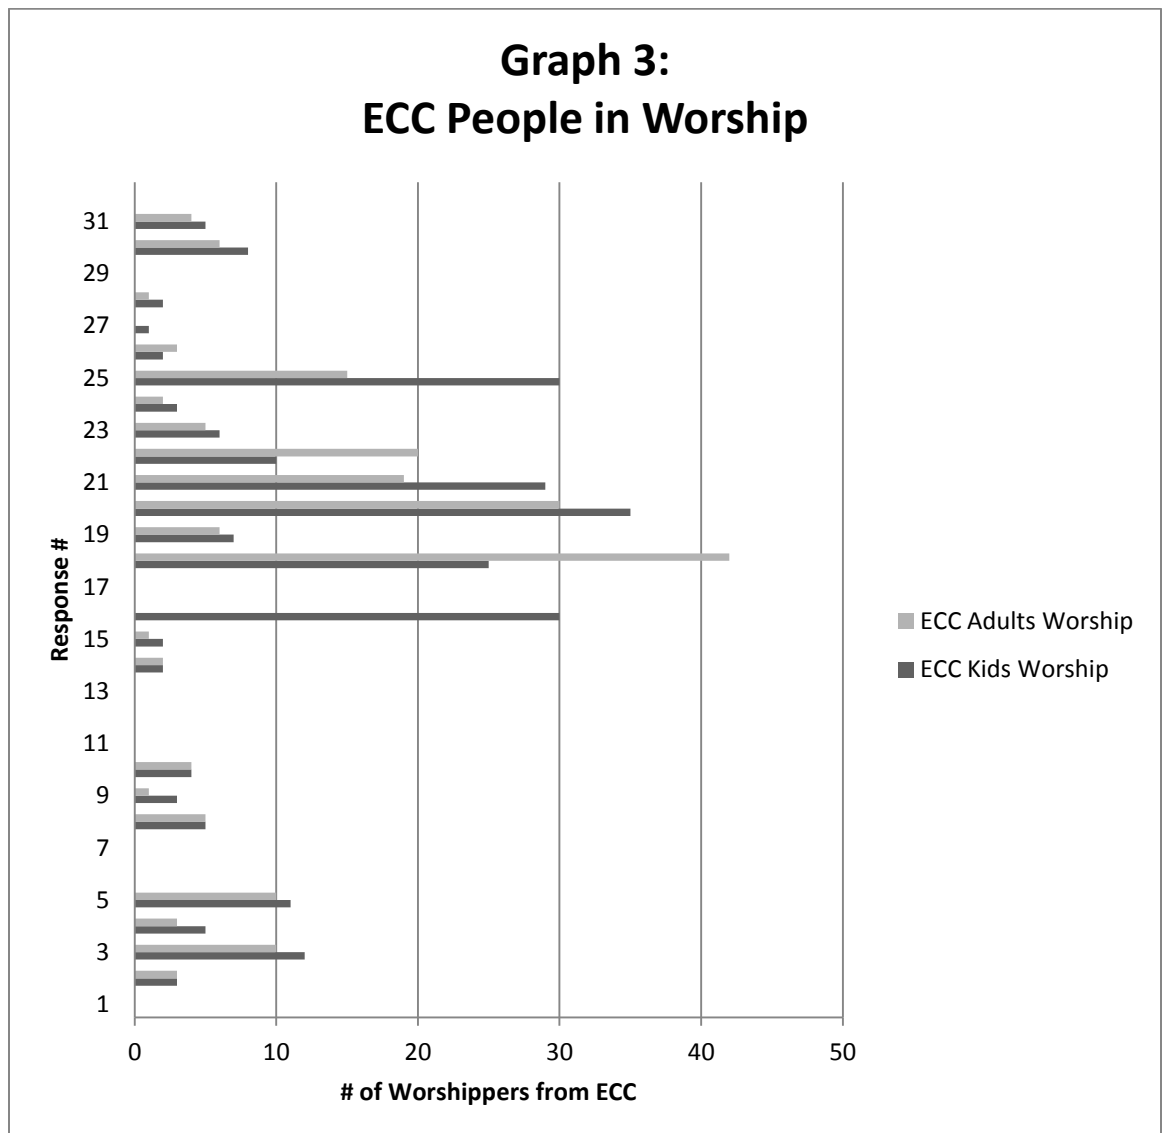 Graph 3:
ECC People in Worship
31
29
27
25
23
21
19
17
15
13
11
9
7
5
3
1
Response #
0 10 20 30 40 50
# of Worshippers from ECC
ECC Adults Worship
ECC Kids Worship